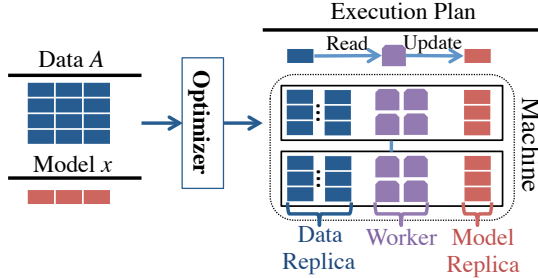 Execution Plan
Read Update
Data A
Optimizer
Model x
Machine
Data Replica
Worker
Model Replica